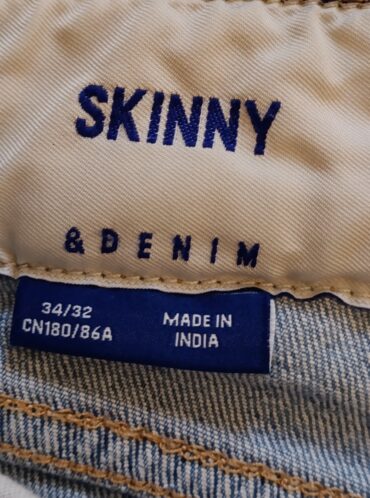 SKINNY
& DENIM
34/32
CN180/86A
MADE IN
INDIA